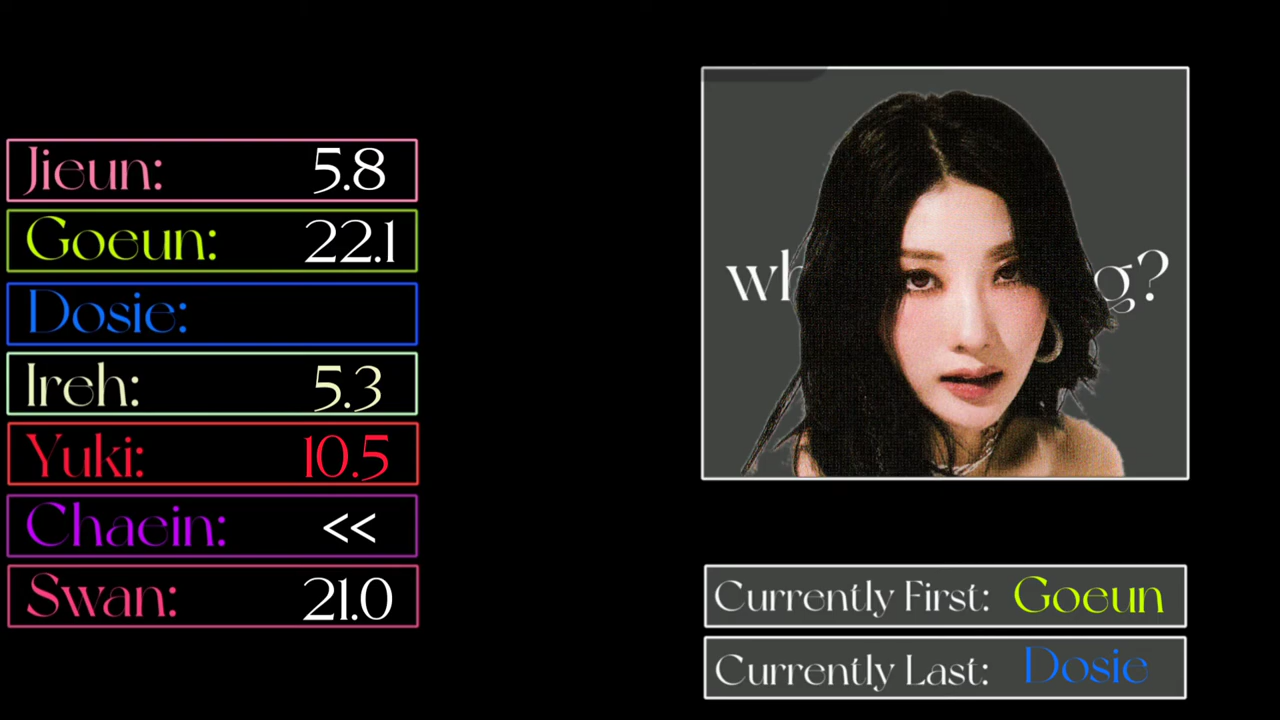 Jieun: 5.8
Goeun: 22.1
Dosie:
Ireh: 5.3
Yuki: 10.5
Chaein: <<
Swan: 21.0
Currently First: Goeun
Currently Last: Dosie